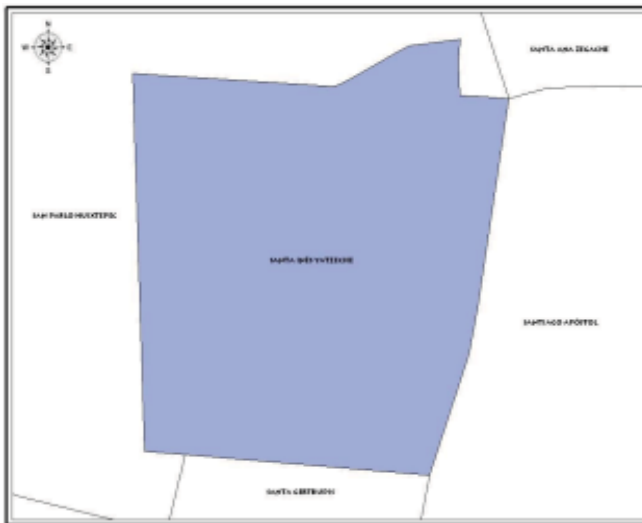 N
W E
S
SANTA ANA ZEGACHE
SAN PABLO HUIXTEPEC
SANTA INÉS YATZECHE
SANTIAGO APÓSTOL
SANTA GERTRUDIS